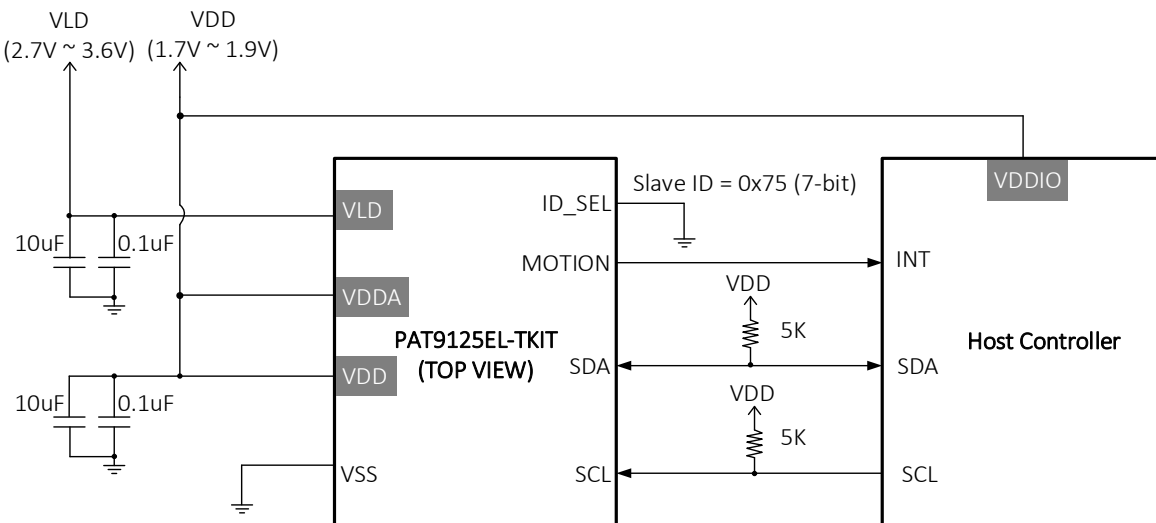 VLD
(2.7V ~ 3.6V)
VDD
(1.7V ~ 1.9V)
VLD
10uF
0.1uF
VDDA
VDD
10uF
0.1uF
VSS
PAT9125EL-TKIT
(TOP VIEW)
ID_SEL
Slave ID = 0x75 (7-bit)
MOTION
SDA
SCL
VDD
5K
VDD
5K
VDDIO
INT
Host Controller
SDA
SCL